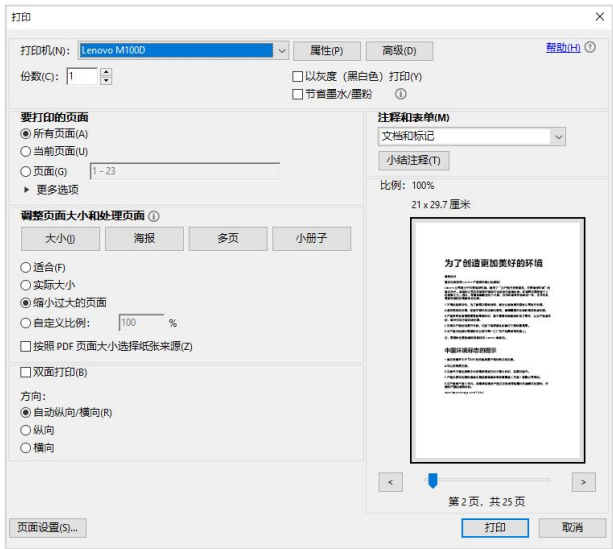 打印
打印机(N): Lenovo M100D 属性(P) 高级(D) 帮助(H)
份数(C): 1 以灰度（黑白色）打印(Y)
节省墨水/墨粉
要打印的页面
所有页面(A)
当前页面(U)
页面(G) 1 - 23
更多选项
调整页面大小和处理页面
大小(I) 海报 多页 小册子
适合(F)
实际大小
缩小过大的页面
自定义比例: 100 %
按照 PDF 页面大小选择纸张来源(Z)
双面打印(B)
方向:
自动纵向/横向(R)
纵向
横向
注释和表单(M)
文档和标记
小结注释(T)
比例: 100%
21 x 29.7 厘米
为了创造更加美好的环境
中国环境标志的提示
< >
第 2 页, 共 25 页
页面设置(S)... 打印 取消